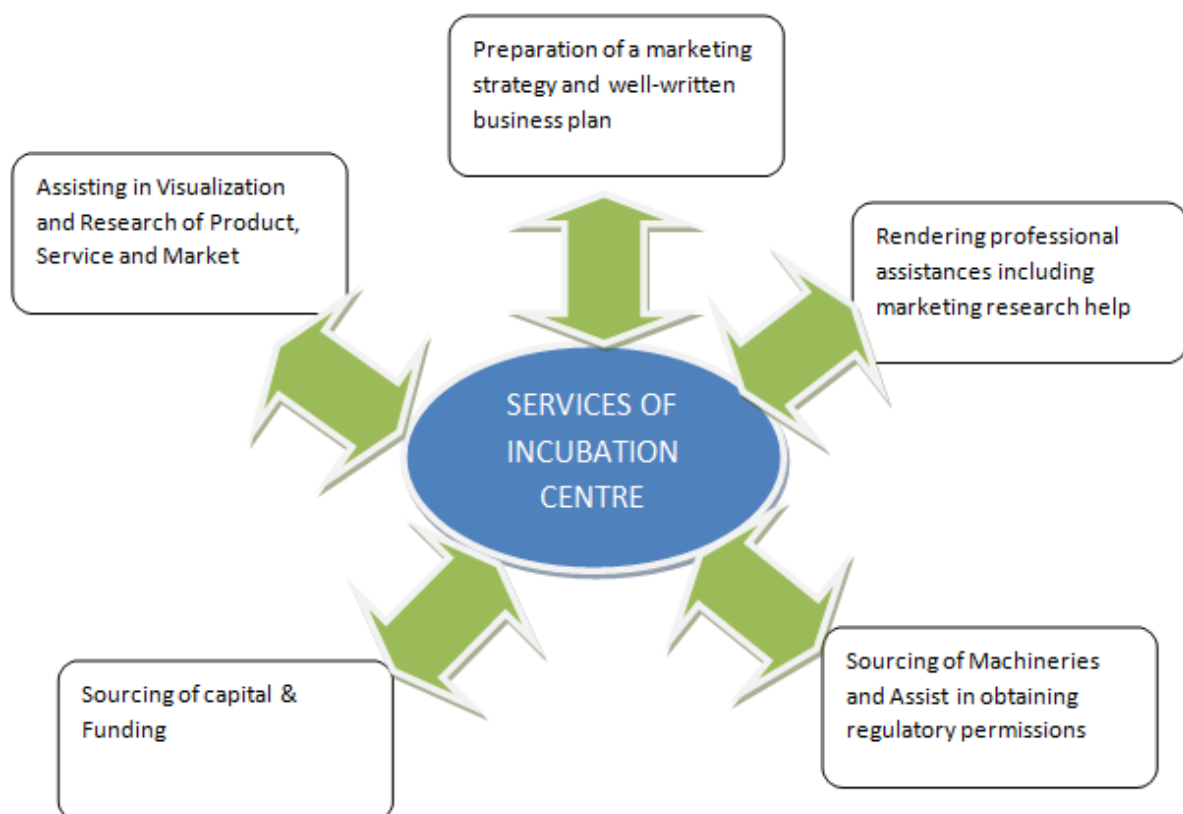 Preparation of a marketing
strategy and well-written
business plan
Assisting in Visualization
and Research of Product,
Service and Market
Rendering professional
assistances including
marketing research help
SERVICES OF
INCUBATION
CENTRE
Sourcing of capital &
Funding
Sourcing of Machineries
and Assist in obtaining
regulatory permissions